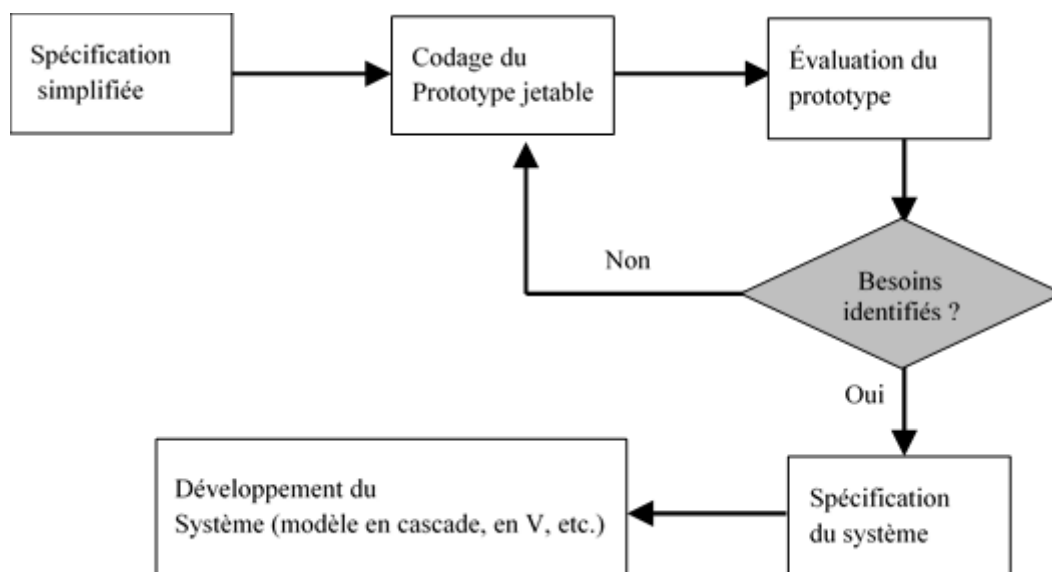 Spécification
simplifiée
Codage du
Prototype jetable
Évaluation du
prototype
Non
Besoins
identifiés ?
Oui
Développement du
Système (modèle en cascade, en V, etc.)
Spécification
du système